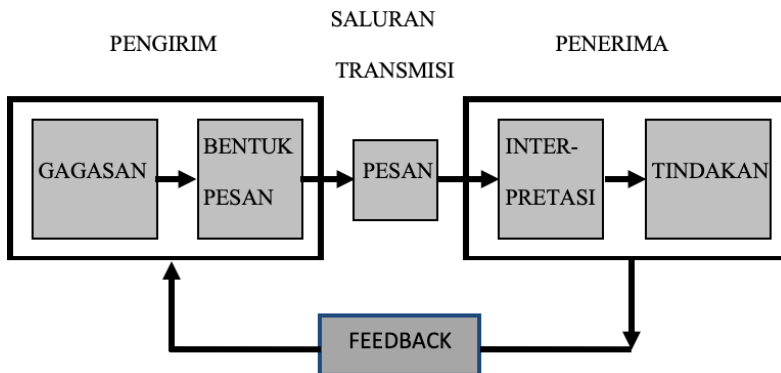 SALURAN
TRANSMISI
PENGIRIM
PENERIMA
GAGASAN
BENTUK
PESAN
PESAN
INTER-
PRETASI
TINDAKAN
FEEDBACK